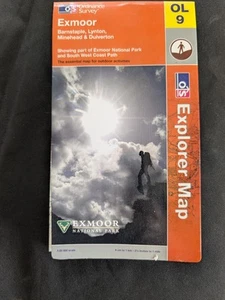 Ordnance
Survey
Exmoor
Barnstaple, Lynton,
Minehead & Dulverton
Showing part of Exmoor National Park
and South West Coast Path
The essential map for outdoor activities
OL
9
OS
Explorer Map
EXMOOR
NATIONAL PARK